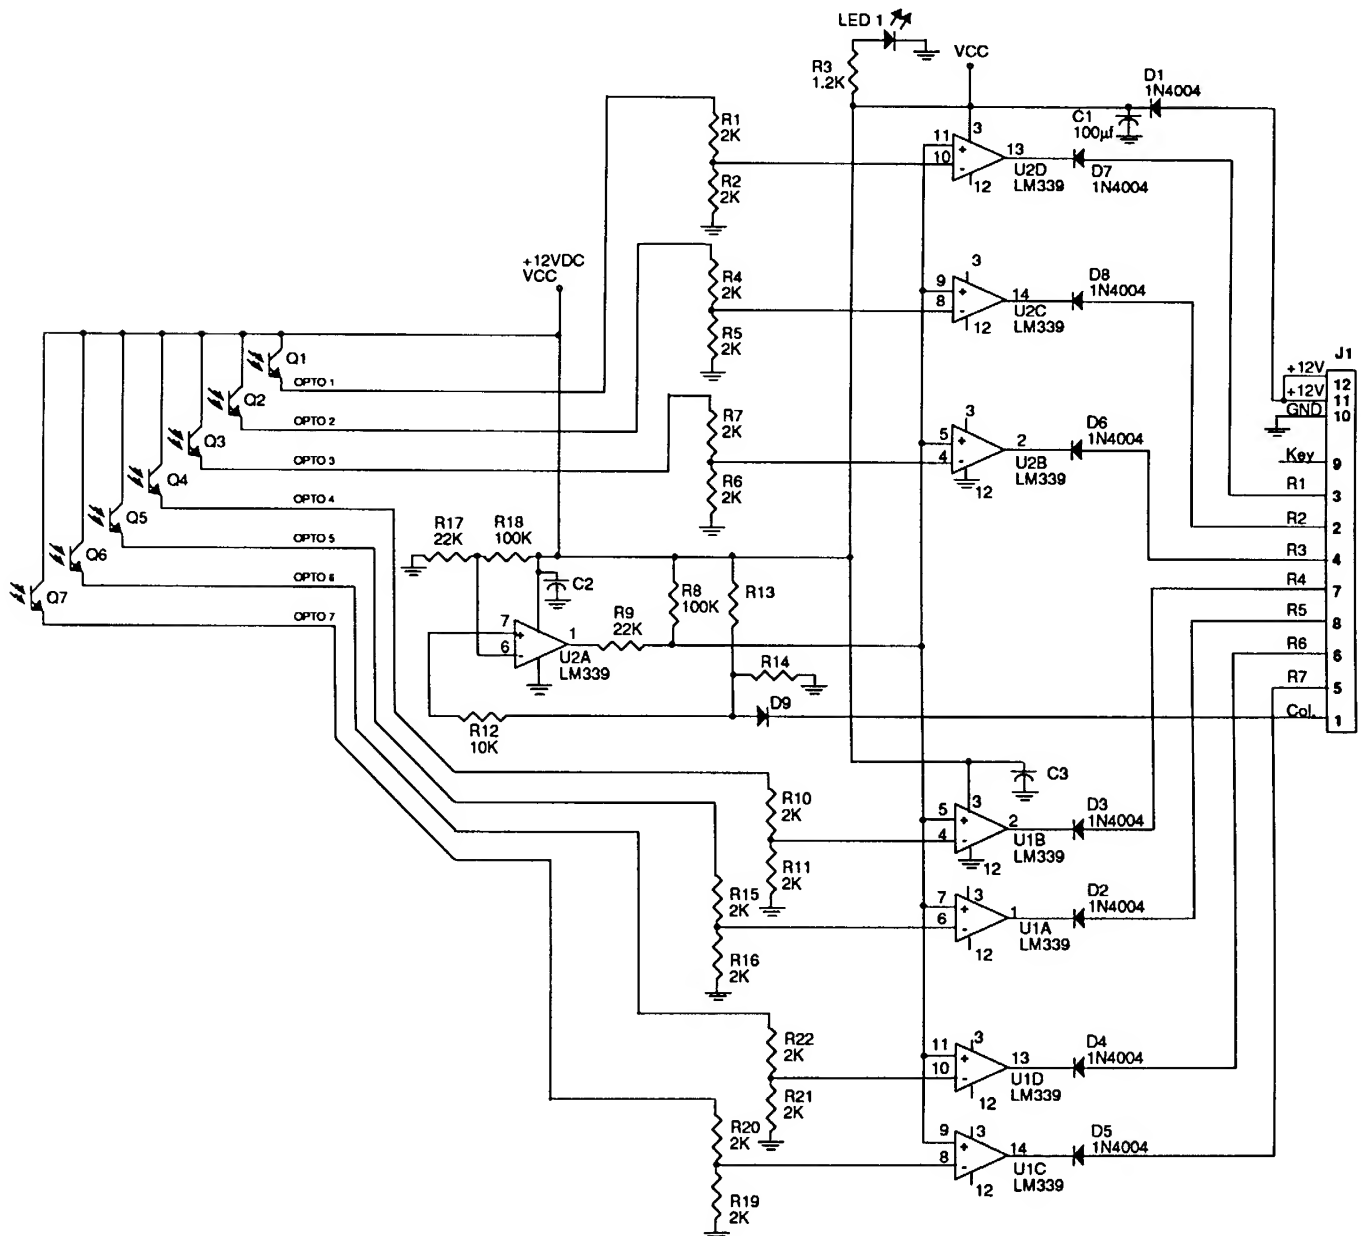 LED 1
VCC
R3
1.2K
D1
1N4004
C1
100µf
R1
2K
R2
2K
11
10
+
-
3
12
13
U2D
LM339
D7
1N4004
+12VDC
VCC
R4
2K
R5
2K
9
8
+
-
3
12
14
U2C
LM339
D8
1N4004
J1
+12V
12
+12V
11
GND
10
Key
9
R1
3
R2
2
R3
4
R4
7
R5
8
R6
6
R7
5
Col.
1
Q1
OPTO 1
Q2
OPTO 2
Q3
OPTO 3
Q4
OPTO 4
Q5
OPTO 5
Q6
OPTO 6
Q7
OPTO 7
R7
2K
R6
2K
5
4
+
-
3
12
2
U2B
LM339
D6
1N4004
R17
22K
R18
100K
C2
7
6
+
-
1
U2A
LM339
R9
22K
R8
100K
R13
R14
D9
R12
10K
C3
R10
2K
R11
2K
5
4
+
-
3
12
2
U1B
LM339
D3
1N4004
R15
2K
R16
2K
7
6
+
-
3
12
1
U1A
LM339
D2
1N4004
R22
2K
R21
2K
11
10
+
-
3
12
13
U1D
LM339
D4
1N4004
R20
2K
R19
2K
9
8
+
-
3
12
14
U1C
LM339
D5
1N4004